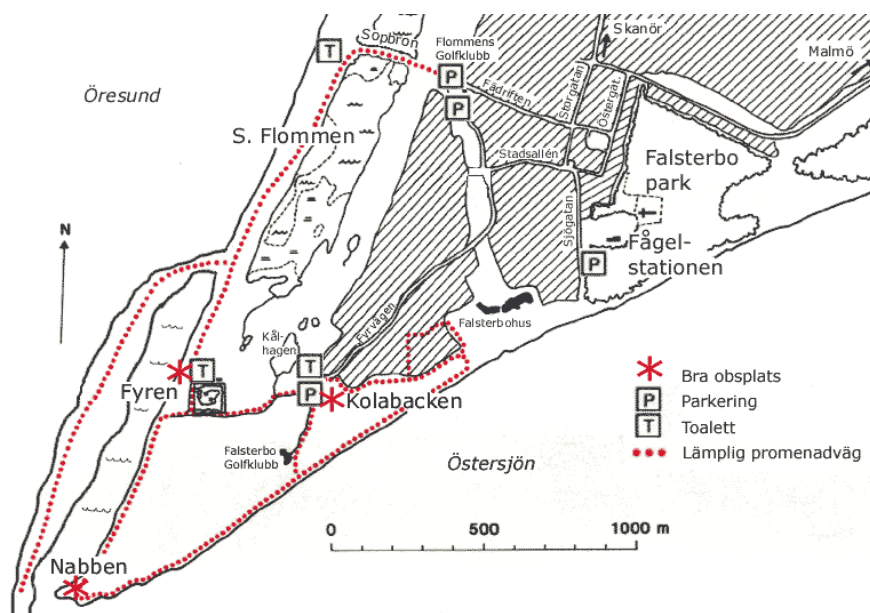 Skanör
Malmö
Sopbron
Flommens
Golfklubb
T
P
P
Öresund
Fädriften
Storgatan
Östergat.
S. Flommen
Stadsallén
Falsterbo
park
Sjögatan
Fågel-
stationen
P
N
Falsterbohus
Fyrvägen
Kål-
hagen
T
T
P
Fyren
Kolabacken
Bra obsplats
P Parkering
T Toalett
Lämplig promenadväg
Falsterbo
Golfklubb
Östersjön
0 500 1000 m
Nabben